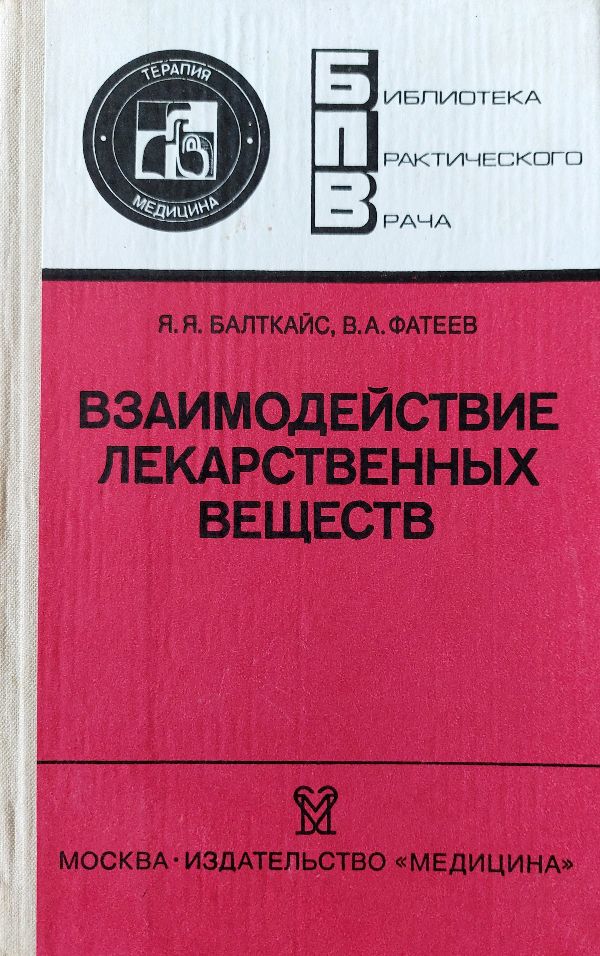 ТЕРАПИЯ
МЕДИЦИНА
БИБЛИОТЕКА
ПРАКТИЧЕСКОГО
ВРАЧА
Я. Я. БАЛТКАЙС, В. А. ФАТЕЕВ
ВЗАИМОДЕЙСТВИЕ
ЛЕКАРСТВЕННЫХ
ВЕЩЕСТВ
МОСКВА · ИЗДАТЕЛЬСТВО «МЕДИЦИНА»